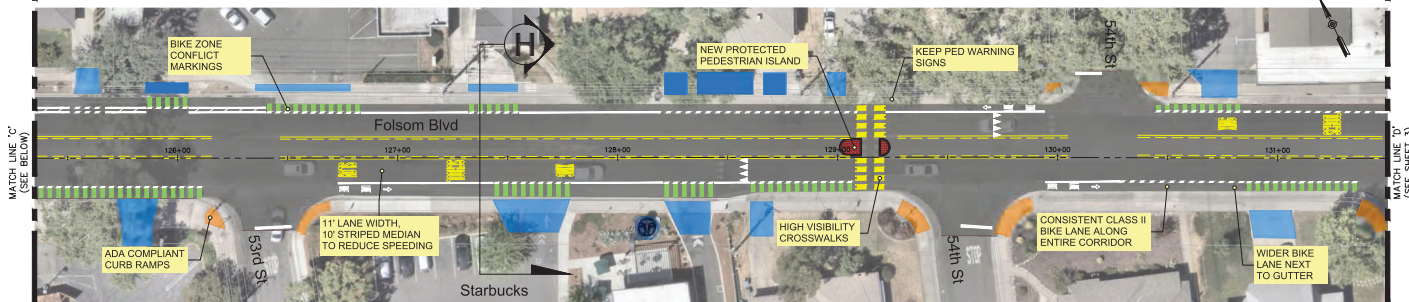 MATCH LINE "C"
(SEE BELOW)
BIKE ZONE
CONFLICT
MARKINGS
H
NEW PROTECTED
PEDESTRIAN ISLAND
KEEP PED WARNING
SIGNS
54th St
Folsom Blvd
126+00
127+00
128+00
130+00
131+00
MATCH LINE "D"
(SEE SHEET 3)
ADA COMPLIANT
CURB RAMPS
53rd St
STOP
11' LANE WIDTH,
10' STRIPED MEDIAN
TO REDUCE SPEEDING
Starbucks
HIGH VISIBILITY
CROSSWALKS
54th St
STOP
CONSISTENT CLASS II
BIKE LANE ALONG
ENTIRE CORRIDOR
WIDER BIKE
LANE NEXT
TO GUTTER